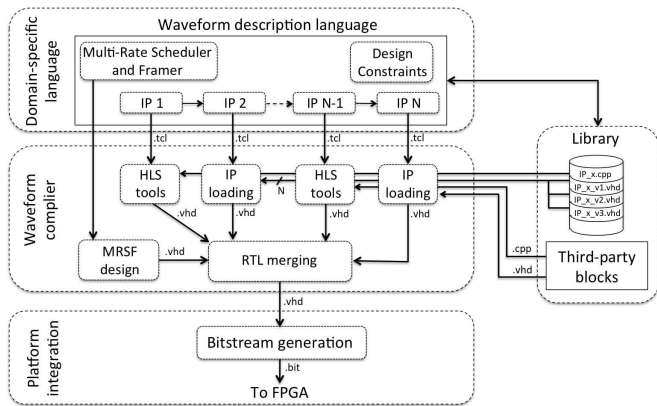 Waveform description language
Domain-specific
language
Multi-Rate Scheduler
and Framer
Design
Constraints
IP 1
IP 2
IP N-1
IP N
.tcl
.tcl
.tcl
.tcl
Library
IP_x.cpp
IP_x_v1.vhd
IP_x_v2.vhd
IP_x_v3.vhd
Waveform
complier
HLS
tools
IP
loading
HLS
tools
IP
loading
N
.vhd
.vhd
.vhd
.vhd
.cpp
.vhd
Third-party
blocks
MRSF
design
.vhd
RTL merging
.vhd
Platform
integration
Bitstream generation
.bit
To FPGA